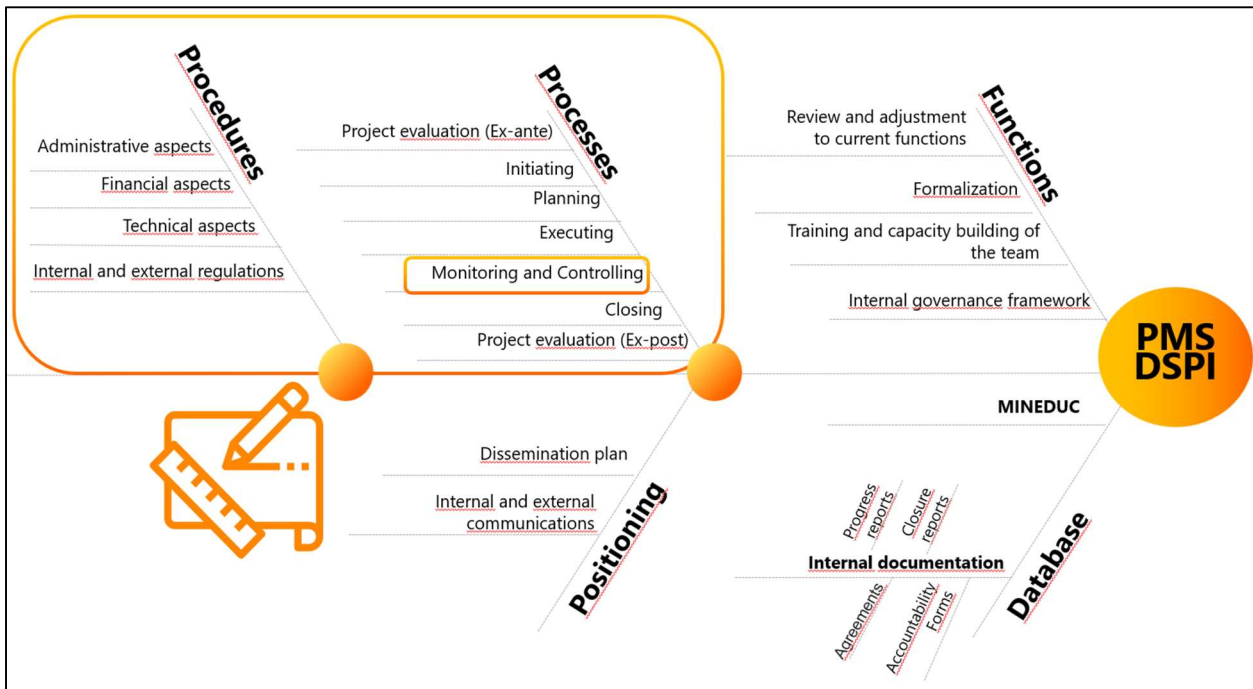 Procedures
Administrative aspects
Financial aspects
Technical aspects
Internal and external regulations
Processes
Project evaluation (Ex-ante)
Initiating
Planning
Executing
Monitoring and Controlling
Closing
Project evaluation (Ex-post)
Functions
Review and adjustment
to current functions
Formalization
Training and capacity building of
the team
Internal governance framework
PMS
DSPI
Positioning
Dissemination plan
Internal and external
communications
Database
MINEDUC
Progress
reports
Closure
reports
Internal documentation
Agreements
Accountability
Forms